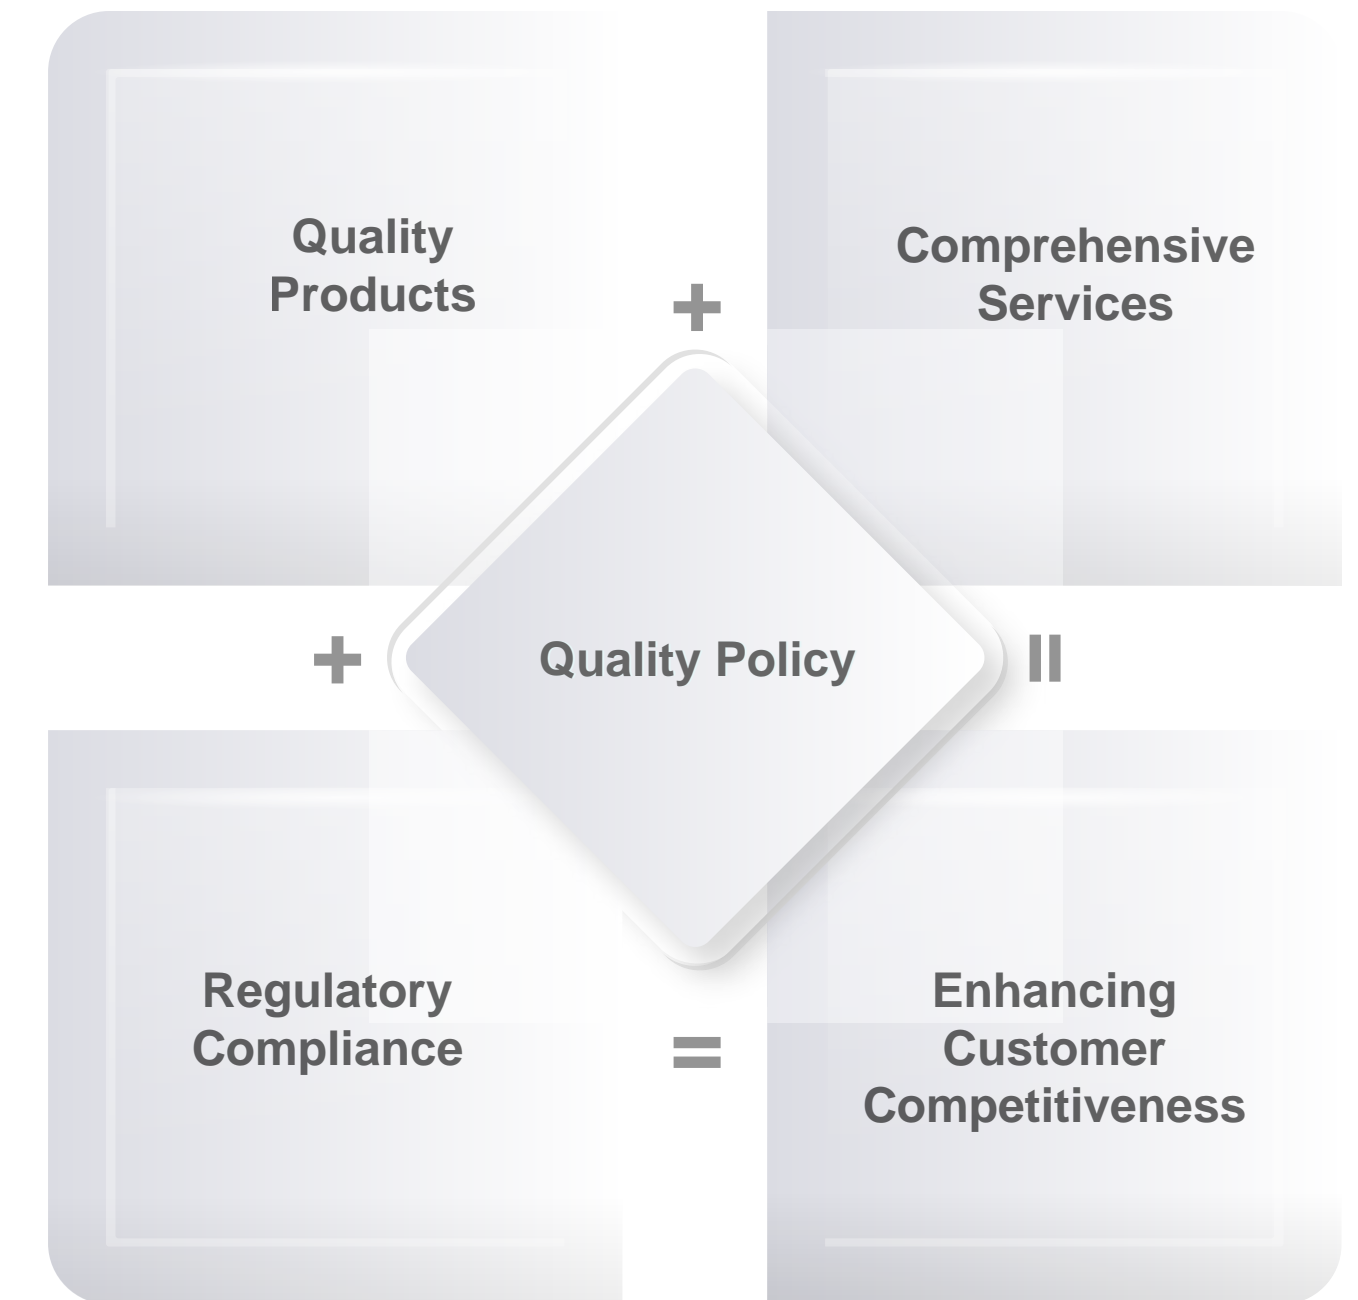 Quality
Products
+
Comprehensive
Services
+
Quality Policy
=
Regulatory
Compliance
=
Enhancing
Customer
Competitiveness